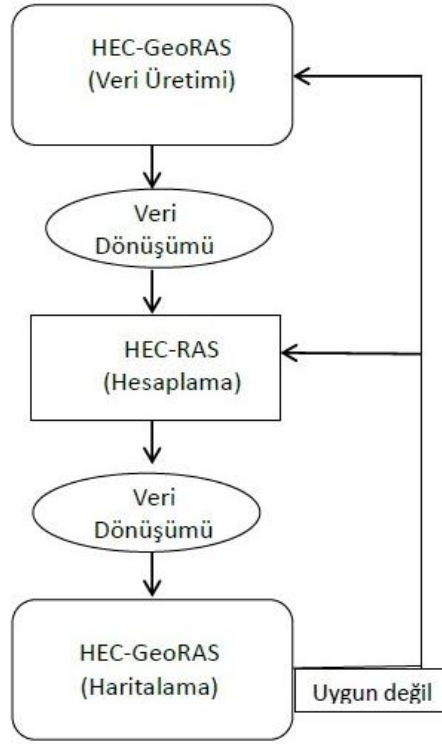 HEC-GeoRAS
(Veri Üretimi)
Veri
Dönüşümü
HEC-RAS
(Hesaplama)
Veri
Dönüşümü
HEC-GeoRAS
(Haritalama)
Uygun değil